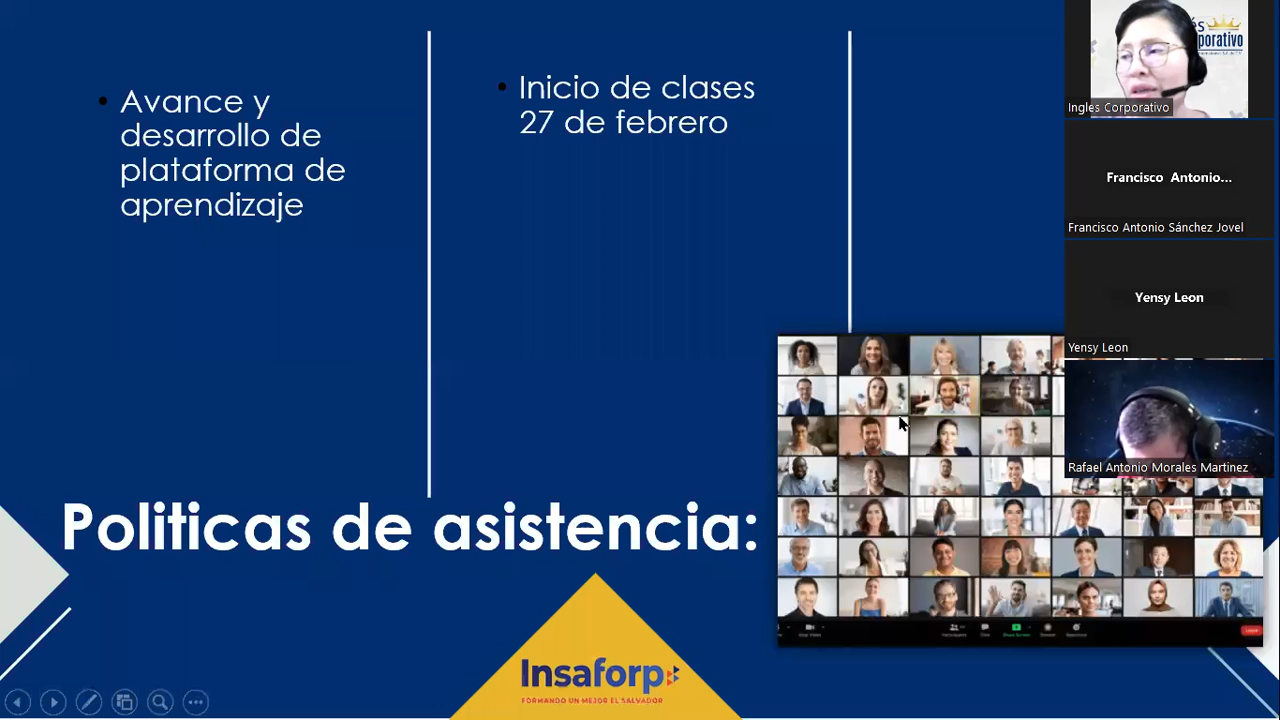 • Avance y
desarrollo de
plataforma de
aprendizaje
• Inicio de clases
27 de febrero
Politicas de asistencia:
Insaforp
FORMANDO UN MEJOR EL SALVADOR
Ingles Corporativo
Francisco Antonio...
Francisco Antonio Sánchez Jovel
Yensy Leon
Yensy Leon
Rafael Antonio Morales Martinez